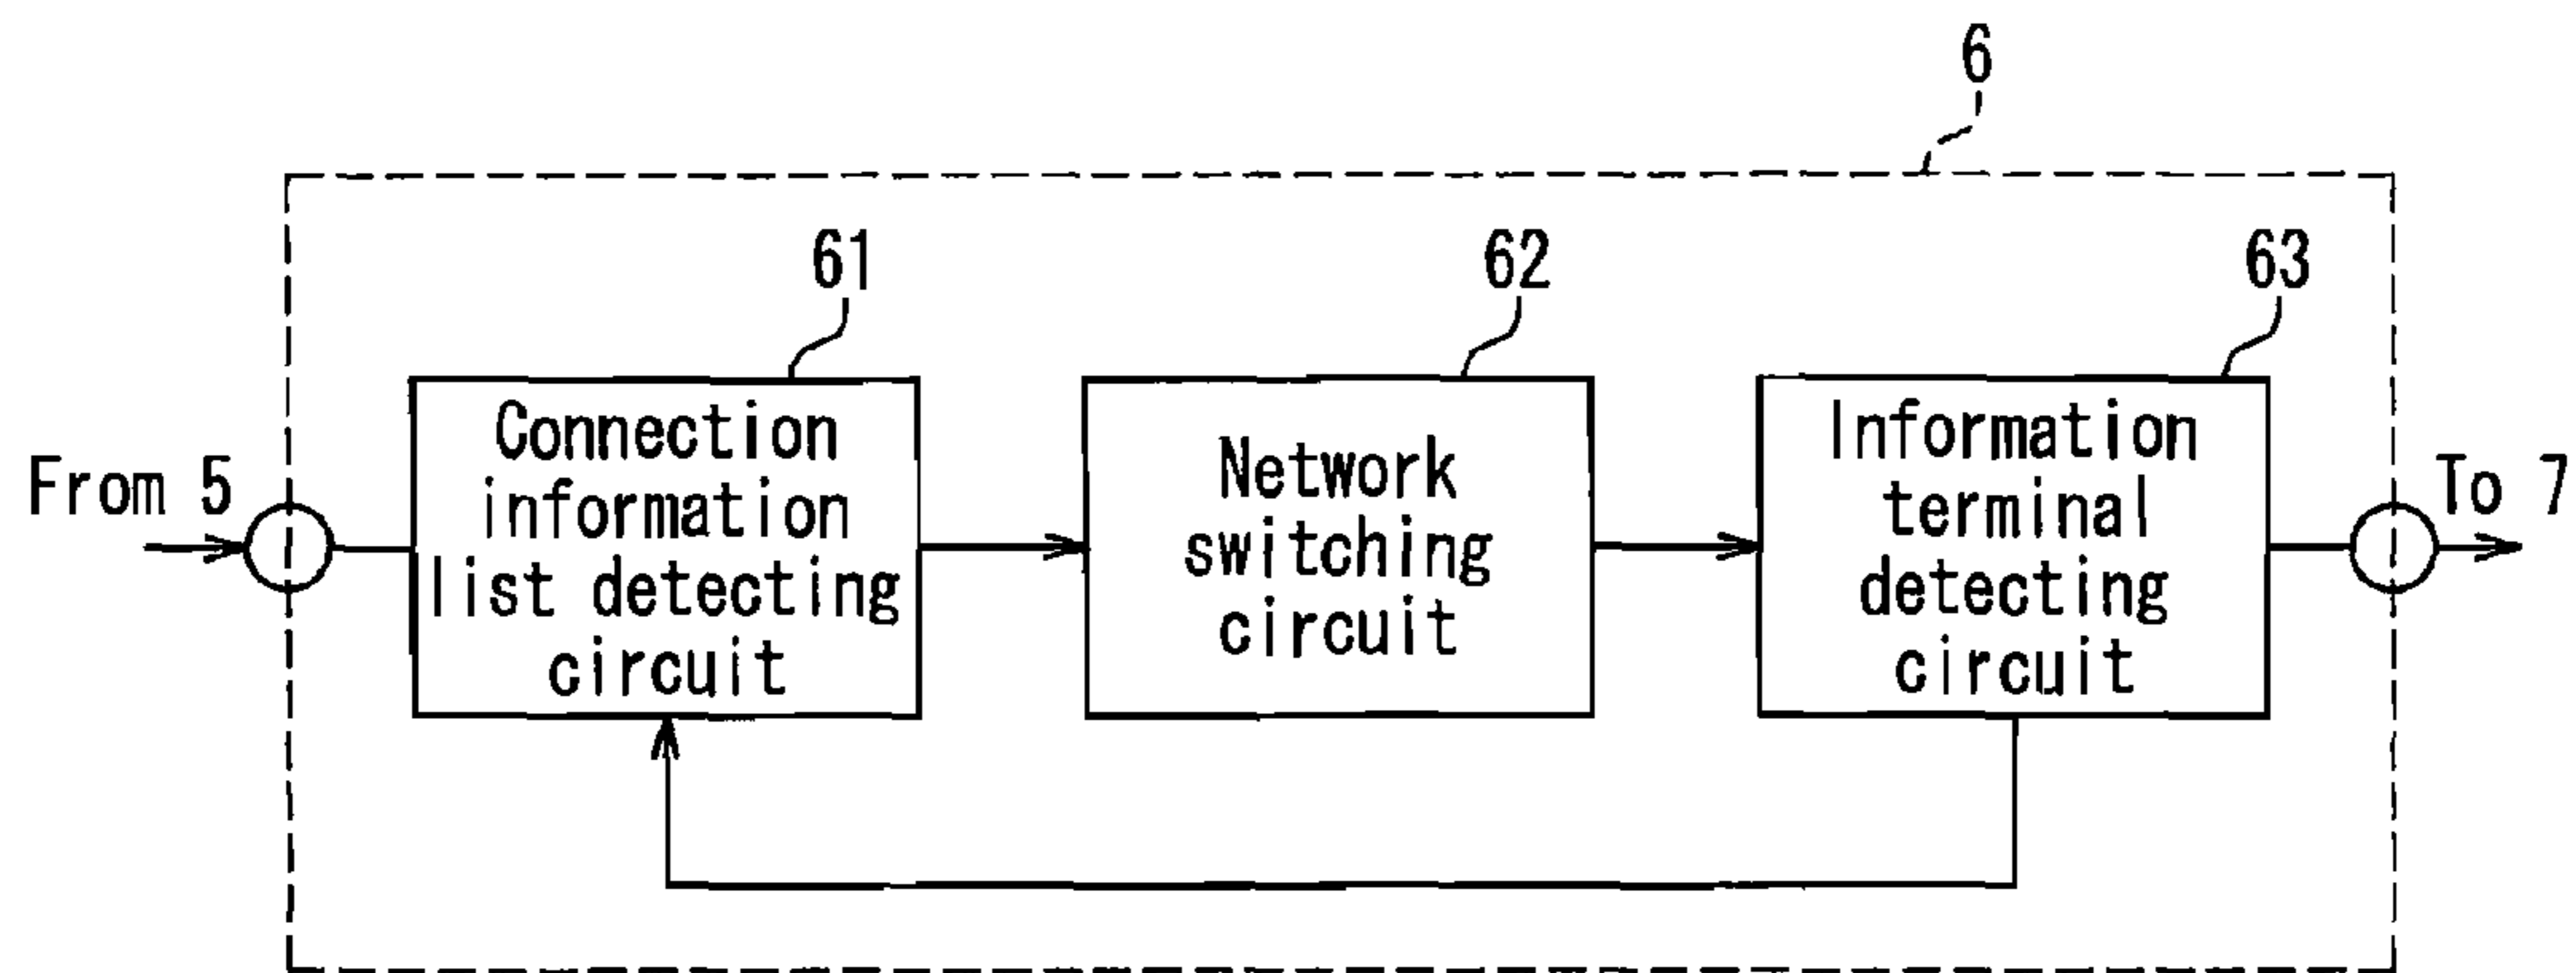 6
61
62
63
From 5
Connection
information
list detecting
circuit
Network
switching
circuit
Information
terminal
detecting
circuit
To 7